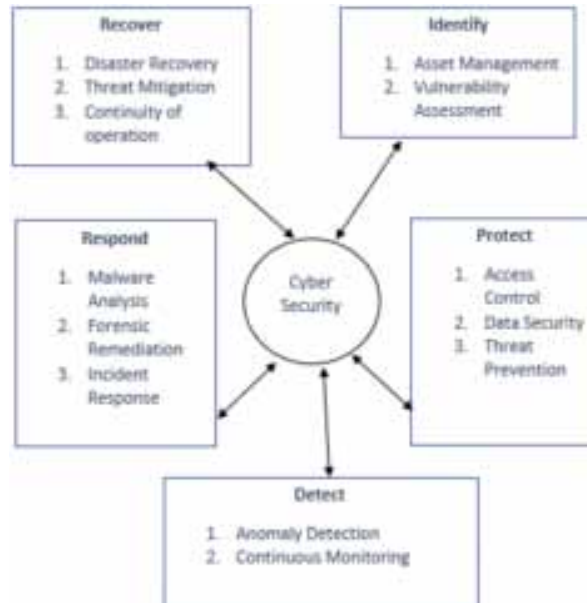 Recover
1. Disaster Recovery
2. Threat Mitigation
3. Continuity of
operation
Identify
1. Asset Management
2. Vulnerability
Assessment
Respond
1. Malware
Analysis
2. Forensic
Remediation
3. Incident
Response
Cyber
Security
Protect
1. Access
Control
2. Data Security
3. Threat
Prevention
Detect
1. Anomaly Detection
2. Continuous Monitoring